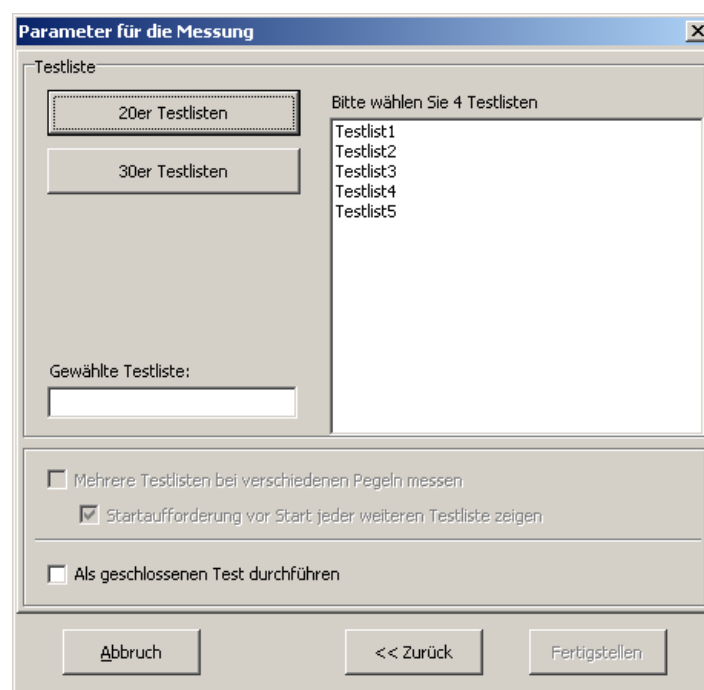 Parameter für die Messung
Testliste
20er Testlisten
30er Testlisten
Bitte wählen Sie 4 Testlisten
Testlist1
Testlist2
Testlist3
Testlist4
Testlist5
Gewählte Testliste:
Mehrere Testlisten bei verschiedenen Pegeln messen
Startaufforderung vor Start jeder weiteren Testliste zeigen
Als geschlossenen Test durchführen
Abbruch
<< Zurück
Fertigstellen